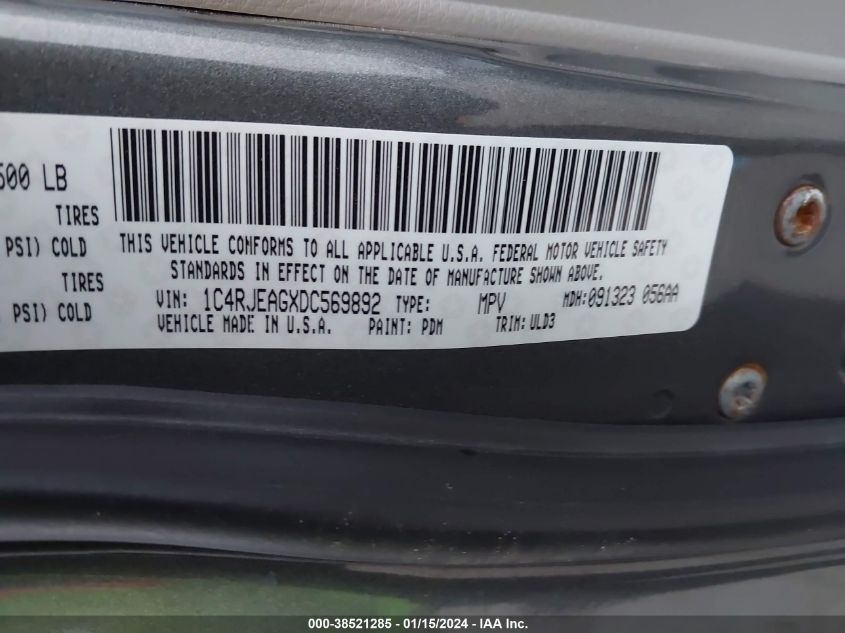 500 LB
TIRES
PSI) COLD
TIRES
PSI) COLD
THIS VEHICLE CONFORMS TO ALL APPLICABLE U.S.A. FEDERAL MOTOR VEHICLE SAFETY
STANDARDS IN EFFECT ON THE DATE OF MANUFACTURE SHOWN ABOVE.
VIN: 1C4RJEAGXDC569892 TYPE: MPV MDH:091323 056AA
VEHICLE MADE IN U.S.A. PAINT: PDM TRIM: ULD3
000-38521285 - 01/15/2024 - IAA Inc.